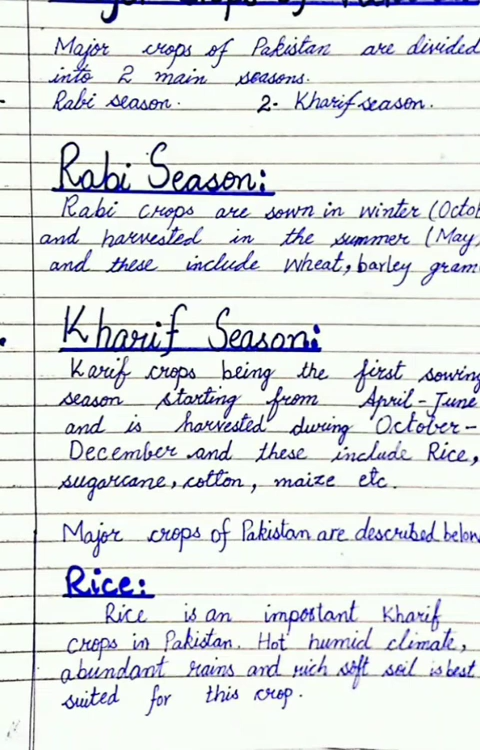 Major crops of Pakistan are divided
into 2 main seasons.
Rabi season. 2- Kharif season.
Rabi Season:
Rabi crops are sown in winter (Octo
and harvested in the summer (May
and these include wheat, barley gram
Kharif Season:
Karif crops being the first sowing
season starting from April-June
and is harvested during October-
December and these include Rice,
sugarcane, cotton, maize etc.
Major crops of Pakistan are described below
Rice:
Rice is an important Kharif
crops in Pakistan. Hot humid climate,
abundant rains and rich soft soil is best
suited for this crop.